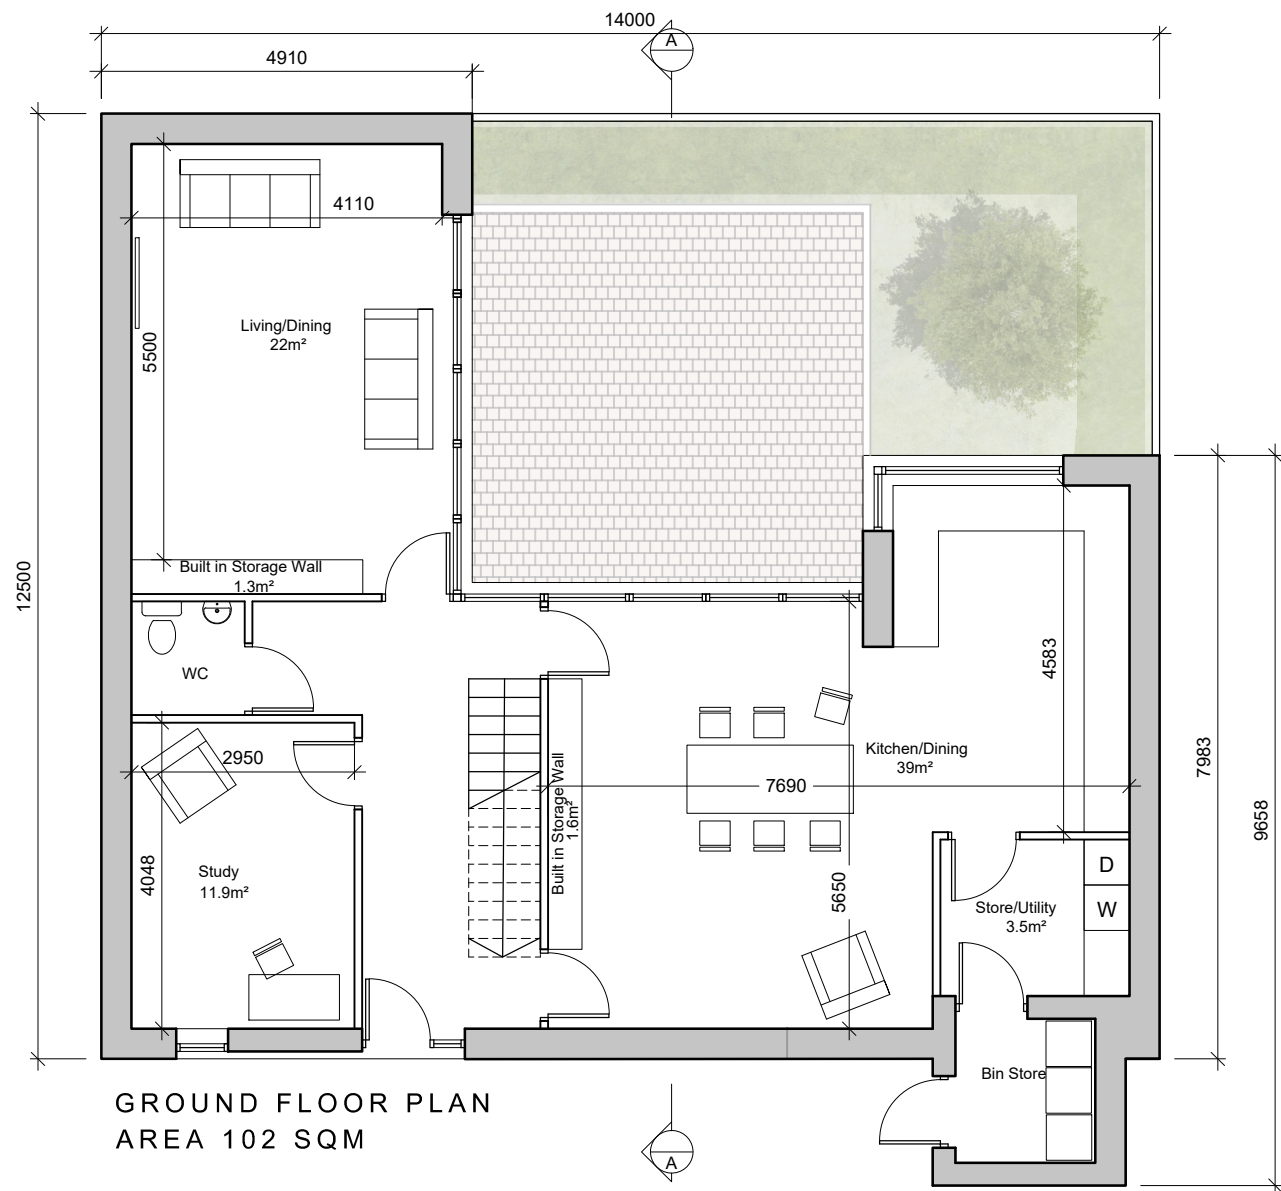 14000
A
4910
4110
Living/Dining
22m²
5500
12500
Built in Storage Wall
1.3m²
WC
2950
4048
Study
11.9m²
Built in Storage Wall
1.6m²
Kitchen/Dining
39m²
7690
4583
7983
9658
5650
D
W
Store/Utility
3.5m²
Bin Store
GROUND FLOOR PLAN
AREA 102 SQM
A